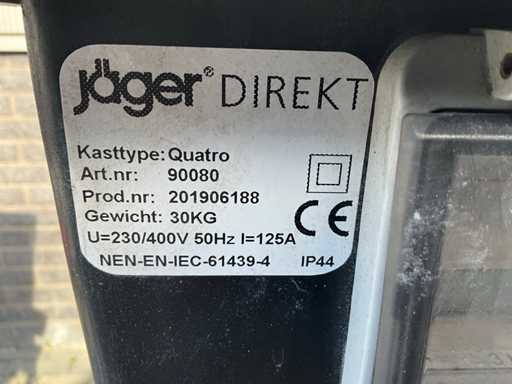 jäger® DIREKT
Kasttype: Quatro
Art.nr: 90080
Prod.nr: 201906188
Gewicht: 30KG
U=230/400V 50Hz I=125A
NEN-EN-IEC-61439-4 IP44
CE